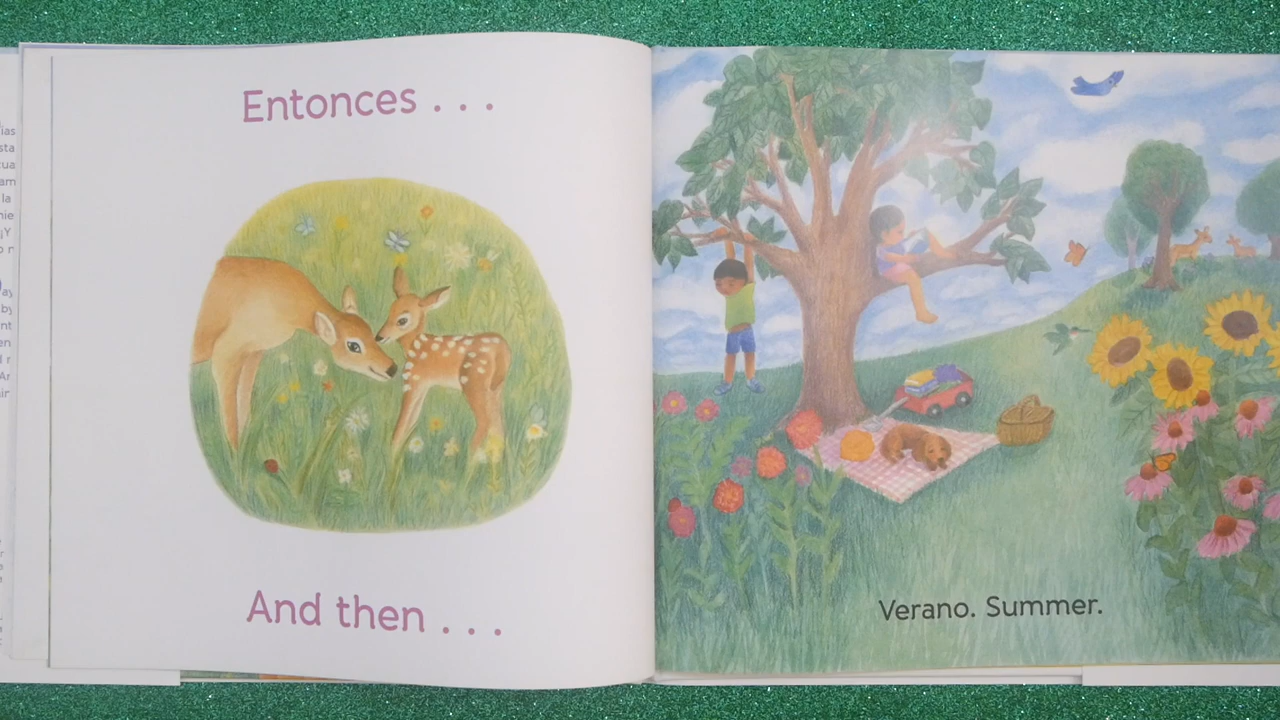 Entonces . . .
And then . . .
Verano. Summer.